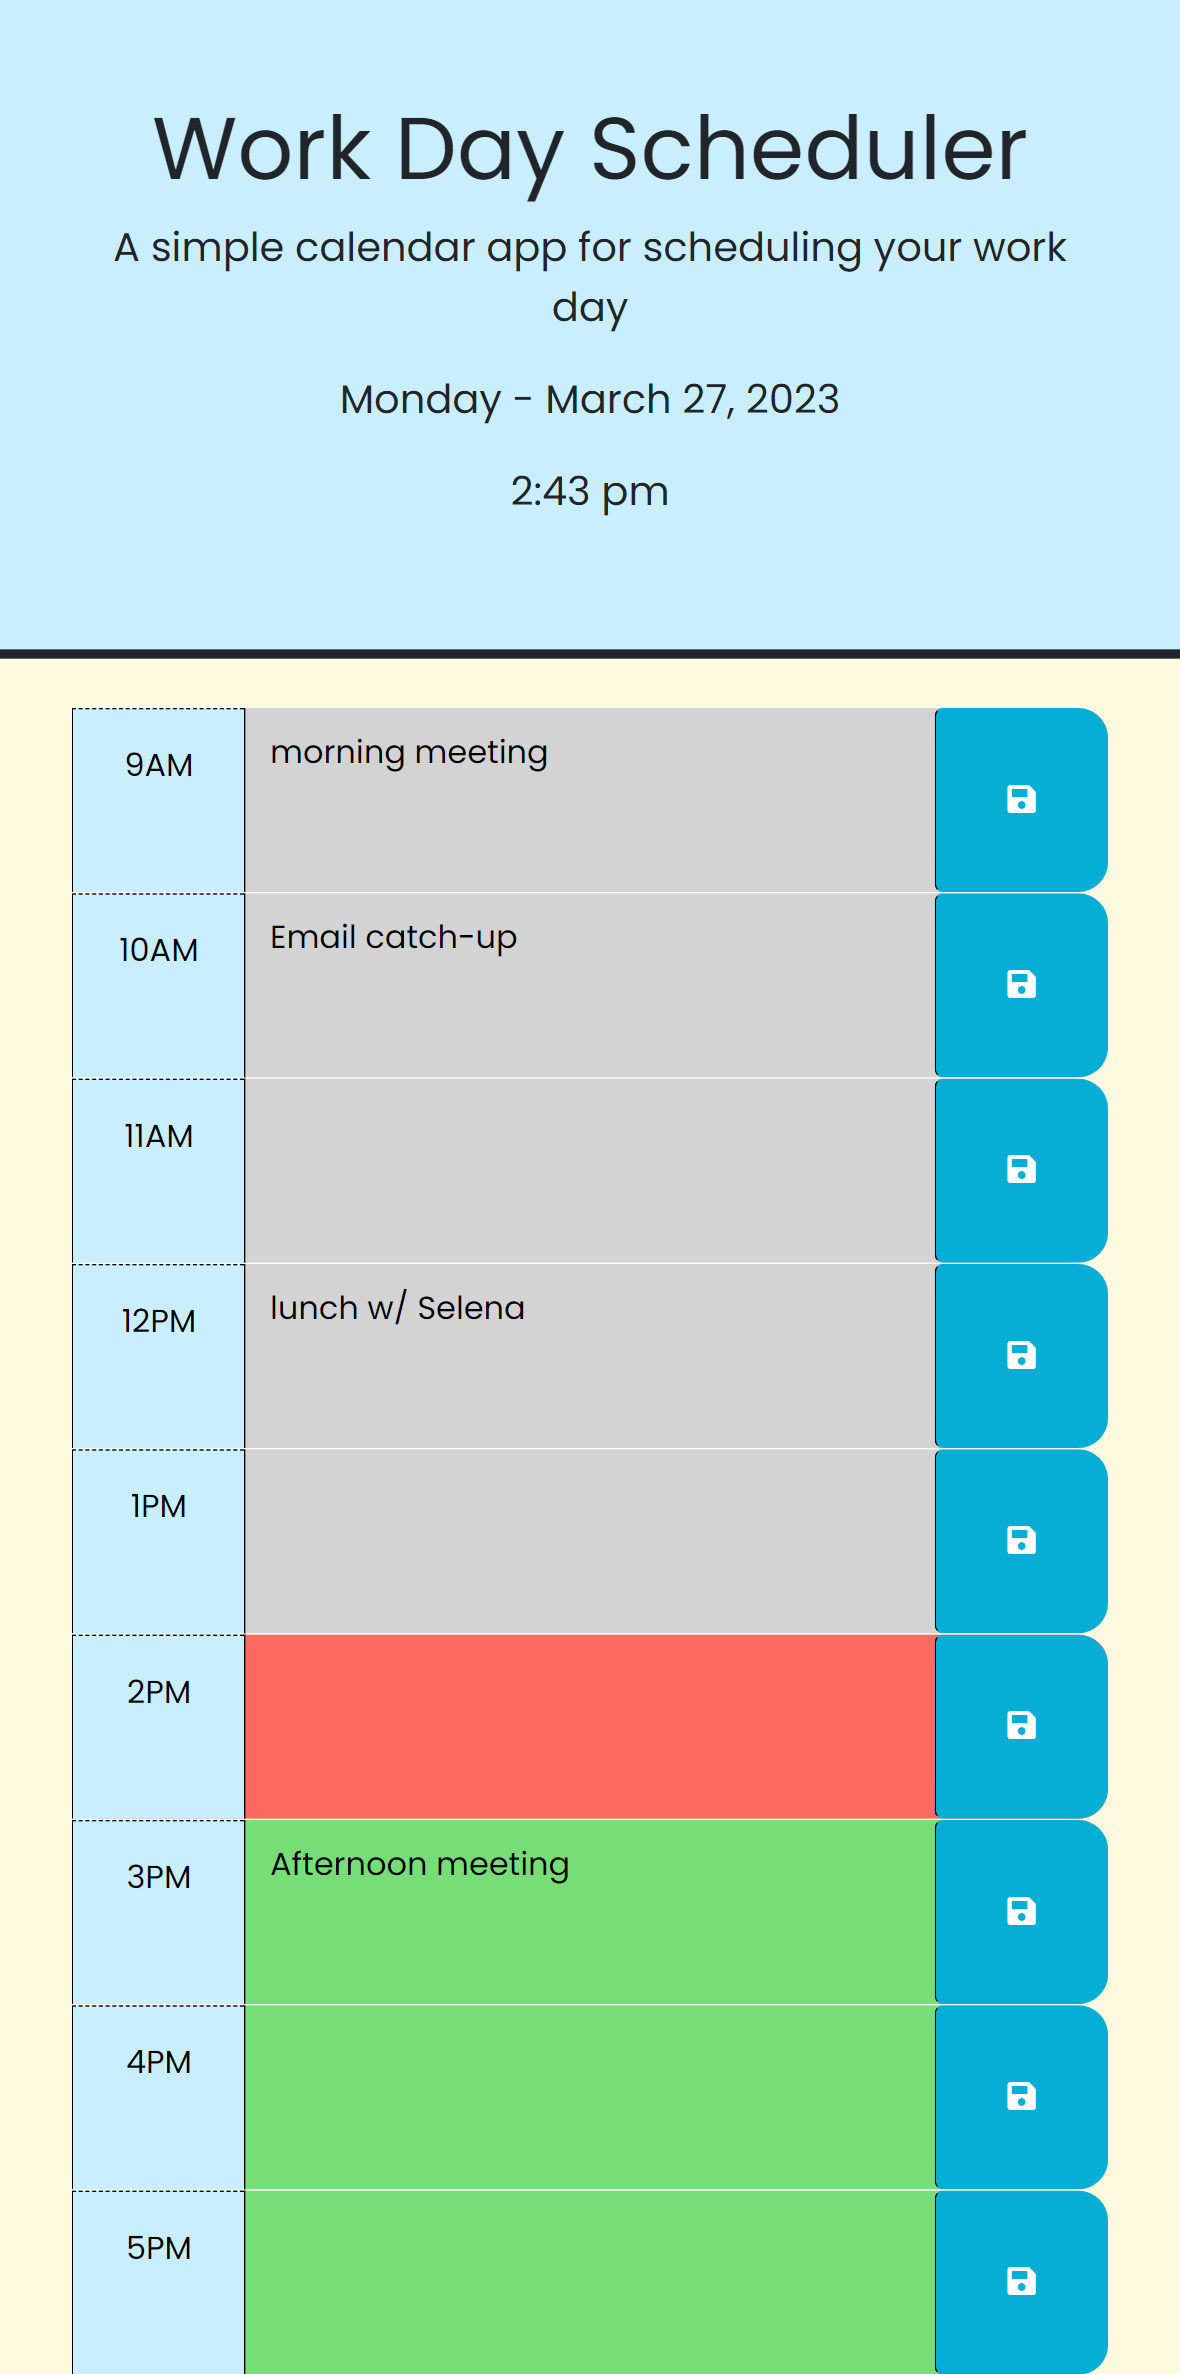 Work Day Scheduler
A simple calendar app for scheduling your work
day
Monday - March 27, 2023
2:43 pm
9AM
morning meeting
10AM
Email catch-up
11AM
12PM
lunch w/ Selena
1PM
2PM
3PM
Afternoon meeting
4PM
5PM